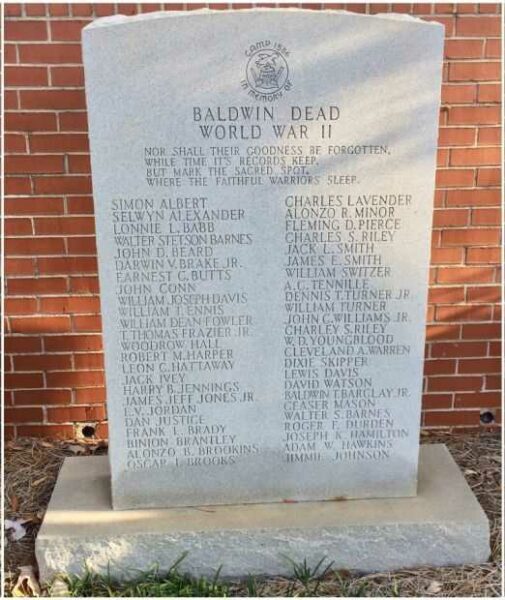 CAMP 1896
IN MEMORY OF
BALDWIN DEAD
WORLD WAR II
NOR SHALL THEIR GOODNESS BE FORGOTTEN,
WHILE TIME IT'S RECORDS KEEP,
BUT MARK THE SACRED SPOT,
WHERE THE FAITHFUL WARRIORS SLEEP.
SIMON ALBERT
SELWYN ALEXANDER
LONNIE L. BABB
WALTER STETSON BARNES
JOHN D. BEARD
DARWIN V. BRAKE, JR.
EARNEST G. BUTTS
JOHN CONN
WILLIAM JOSEPH DAVIS
WILLIAM T. ENNIS
WILLIAM DEAN FOWLER
T. THOMAS FRAZIER, JR.
WOODROW HALL
ROBERT M. HARPER
LEON C. HATTAWAY
JACK IVEY
HARRY B. JENNINGS
JAMES JEFF JONES, JR.
E.V. JORDAN
DAN JUSTICE
FRANK L. BRADY
BINION BRANTLEY
ALONZO B. BROOKINS
OSCAR I. BROOKS
CHARLES LAVENDER
ALONZO R. MINOR
FLEMING D. PIERCE
CHARLES S. RILEY
JACK L. SMITH
JAMES E. SMITH
WILLIAM SWITZER
A.C. TENNILLE
DENNIS T. TURNER, JR.
WILLIAM TURNER
JOHN C. WILLIAMS, JR.
CHARLEY S. RILEY
W.D. YOUNGBLOOD
CLEVELAND A. WARREN
DIXIE SKIPPER
LEWIS DAVIS
DAVID WATSON
BALDWIN T. BARCLAY, JR.
CEASER MASON
WALTER S. BARNES
ROGER F. DURDEN
JOSEPH K. HAMILTON
ADAM W. HAWKINS
JIMMIE JOHNSON